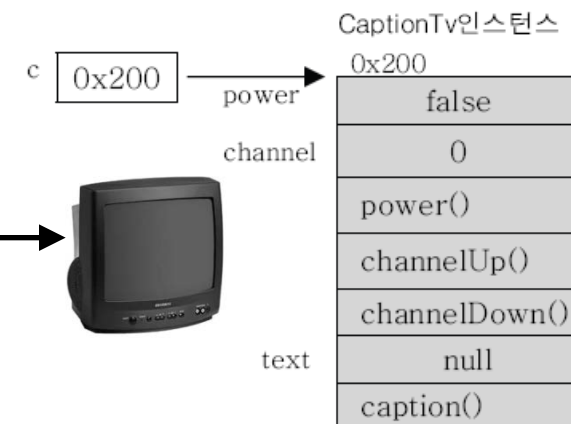 CaptionTv인스턴스
c
0x200
0x200
power
false
channel
0
power()
channelUp()
channelDown()
text
null
caption()